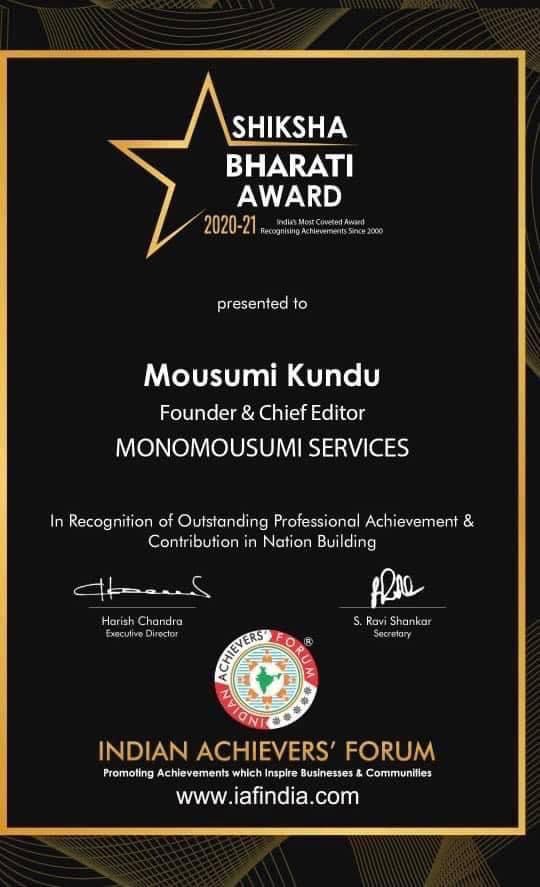 SHIKSHA
BHARATI
AWARD
2020-21
India's Most Coveted Award
Recognising Achievements Since 2000
presented to
Mousumi Kundu
Founder & Chief Editor
MONOMOUSUMI SERVICES
In Recognition of Outstanding Professional Achievement &
Contribution in Nation Building
Harish Chandra
Executive Director
S. Ravi Shankar
Secretary
INDIAN ACHIEVERS' FORUM
®
INDIAN ACHIEVERS' FORUM
Promoting Achievements which Inspire Businesses & Communities
www.iafindia.com